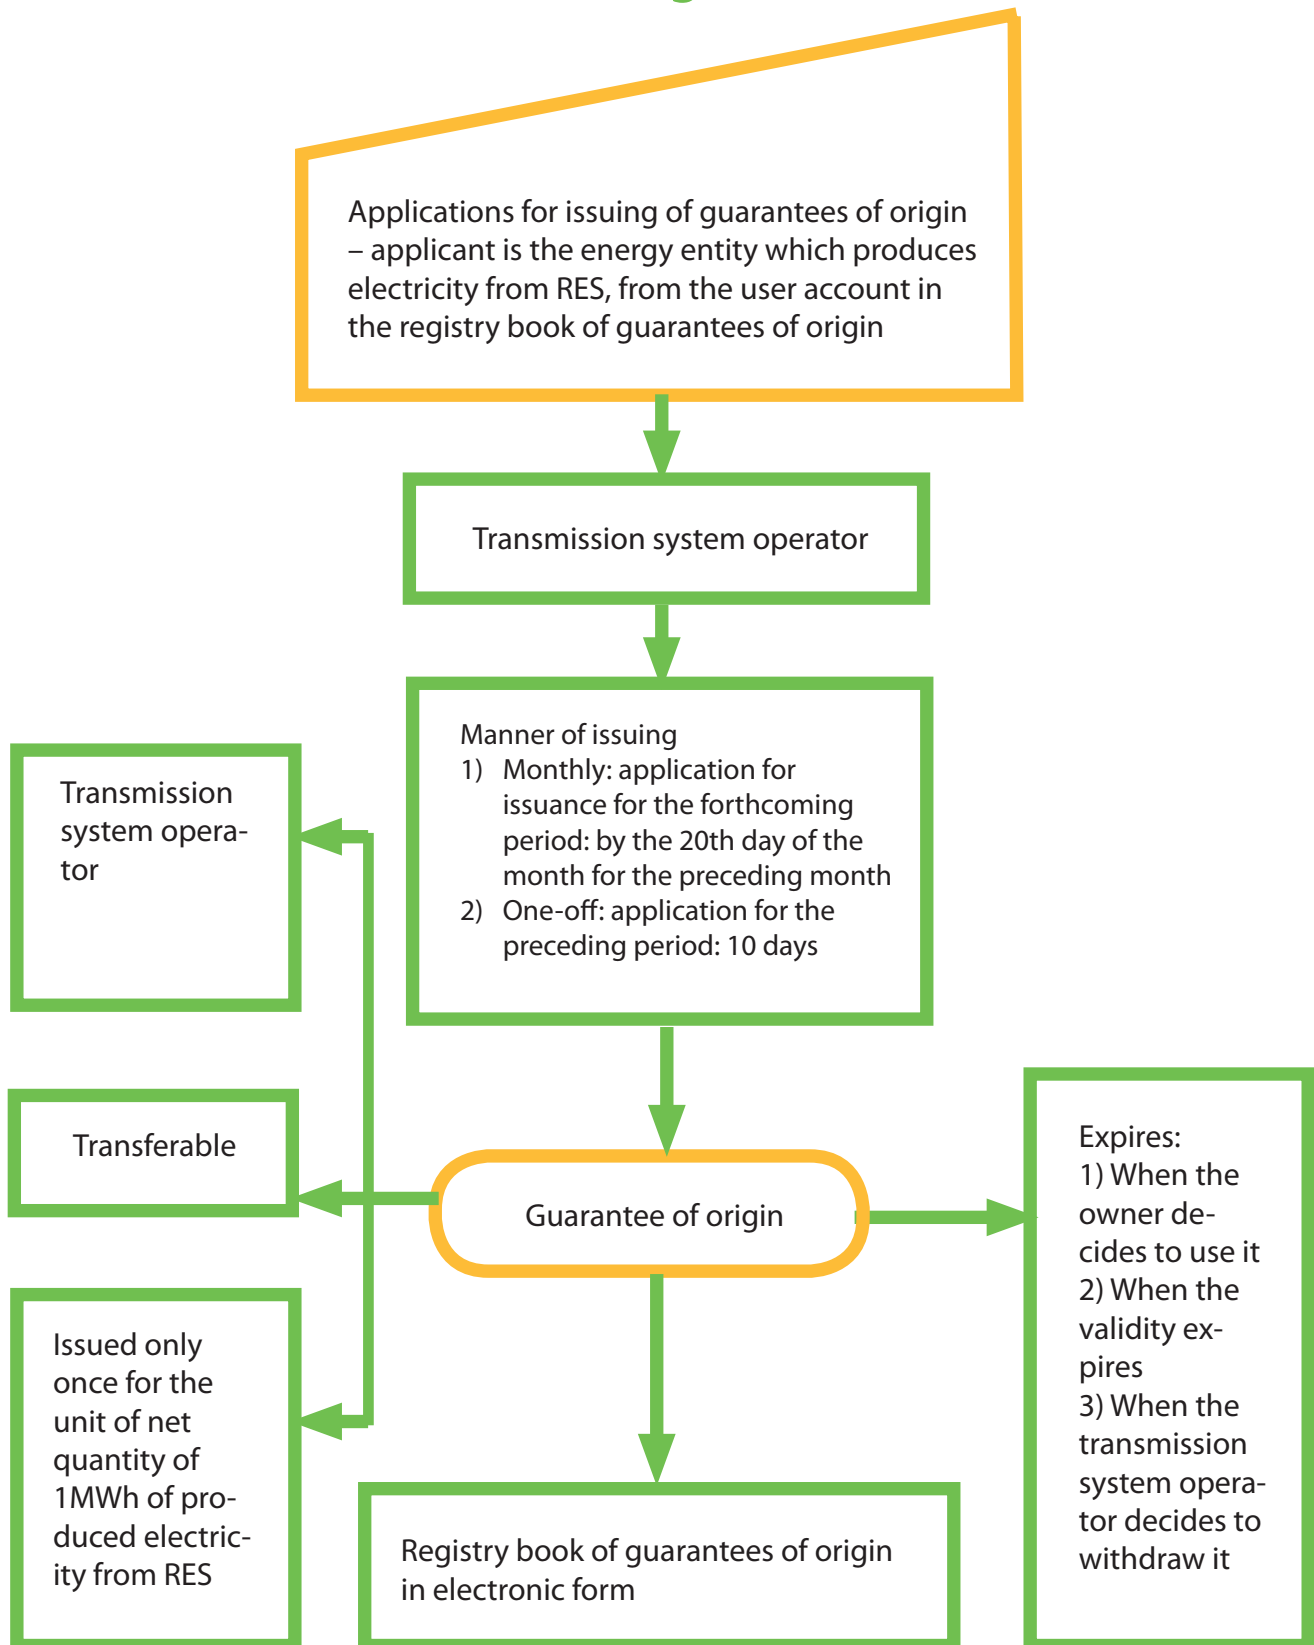 Applications for issuing of guarantees of origin
– applicant is the energy entity which produces
electricity from RES, from the user account in
the registry book of guarantees of origin
Transmission system operator
Manner of issuing
1) Monthly: application for
issuance for the forthcoming
period: by the 20th day of the
month for the preceding month
2) One-off: application for the
preceding period: 10 days
Transmission
system opera-
tor
Transferable
Guarantee of origin
Expires:
1) When the
owner de-
cides to use it
2) When the
validity ex-
pires
3) When the
transmission
system opera-
tor decides to
withdraw it
Issued only
once for the
unit of net
quantity of
1MWh of pro-
duced electric-
ity from RES
Registry book of guarantees of origin
in electronic form